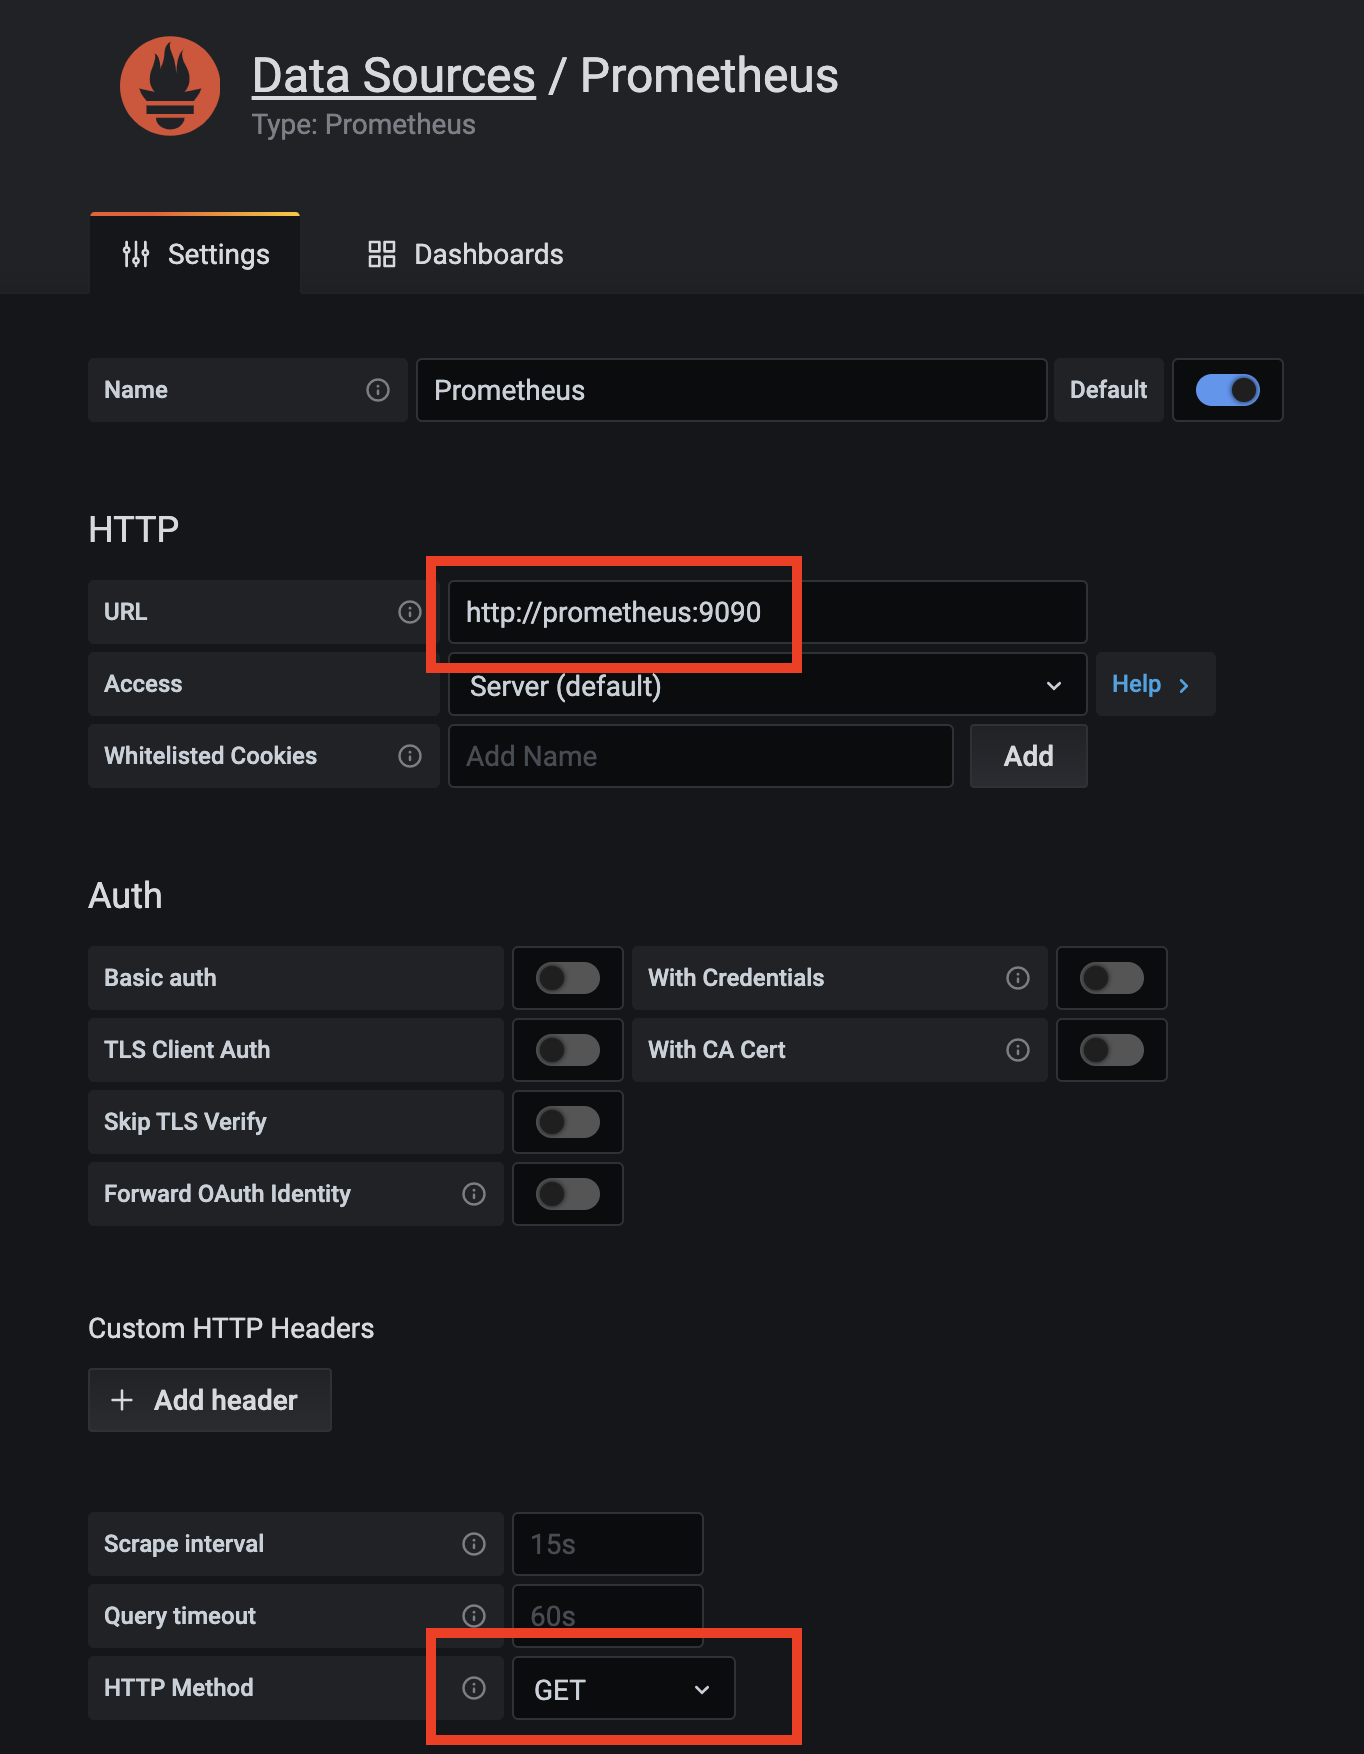 Data Sources / Prometheus
Type: Prometheus
Settings
Dashboards
Name Prometheus Default
HTTP
URL http://prometheus:9090
Access Server (default) Help
Whitelisted Cookies Add Name Add
Auth
Basic auth With Credentials
TLS Client Auth With CA Cert
Skip TLS Verify
Forward OAuth Identity
Custom HTTP Headers
Add header
Scrape interval 15s
Query timeout 60s
HTTP Method GET